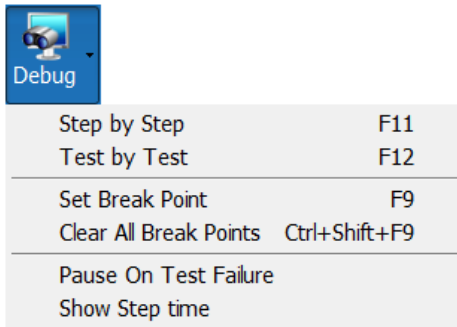 Debug
Step by Step F11
Test by Test F12
Set Break Point F9
Clear All Break Points Ctrl+Shift+F9
Pause On Test Failure
Show Step time